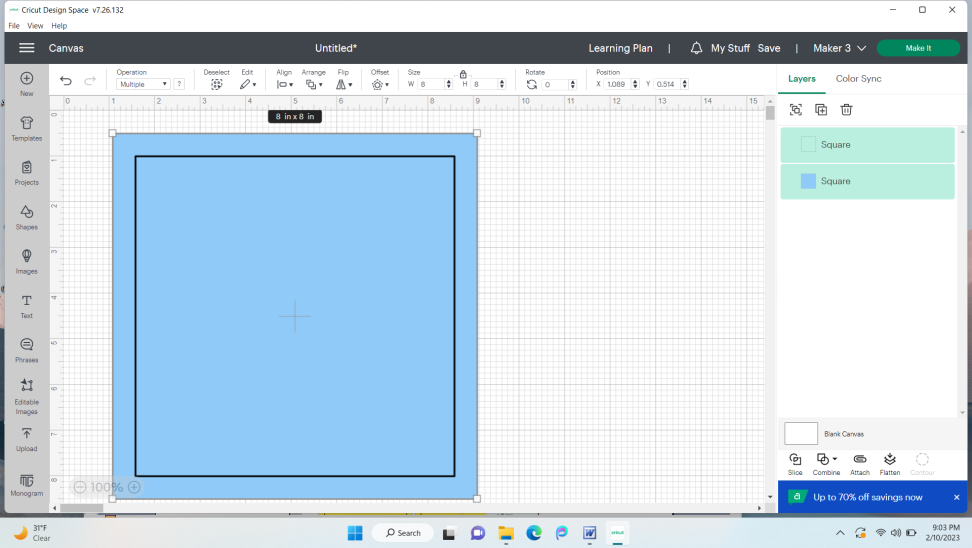 Cricut Design Space v7.26.132
File View Help
Canvas
Untitled*
Learning Plan | My Stuff Save | Maker 3 Make It
Operation Deselect Edit Align Arrange Flip Offset Size Rotate Position
Multiple ? W 8 H 8 0 X 1.089 Y 0.514
Layers Color Sync
New
Templates
Projects
Shapes
Images
Text
Phrases
Editable
Images
Upload
Monogram
0 1 2 3 4 5 6 7 8 9 10 11 12 13 14 15
0
1
2
3
4
5
6
7
8
8 in x 8 in
100%
Square
Square
Blank Canvas
Slice Combine Attach Flatten Contour
Up to 70% off savings now
31°F
Clear
Search
9:03 PM
2/10/2023